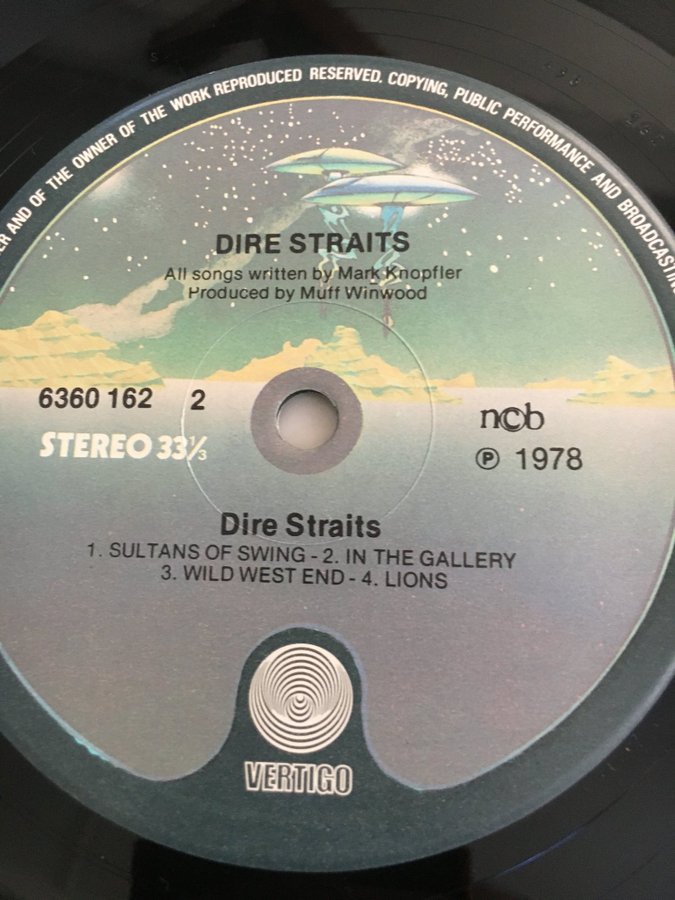 AND OF THE OWNER OF THE WORK REPRODUCED RESERVED. COPYING, PUBLIC PERFORMANCE AND BROADCASTING
DIRE STRAITS
All songs written by Mark Knopfler
Produced by Muff Winwood
6360 162 2
STEREO 33⅓
ncb
℗ 1978
Dire Straits
1. SULTANS OF SWING - 2. IN THE GALLERY
3. WILD WEST END - 4. LIONS
VERTIGO